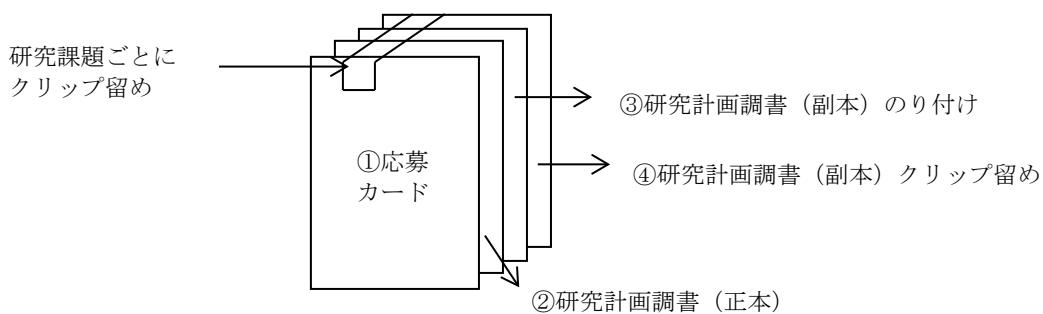 研究課題ごとに
クリップ留め
①応募
カード
③研究計画調書（副本）のり付け
④研究計画調書（副本）クリップ留め
②研究計画調書（正本）